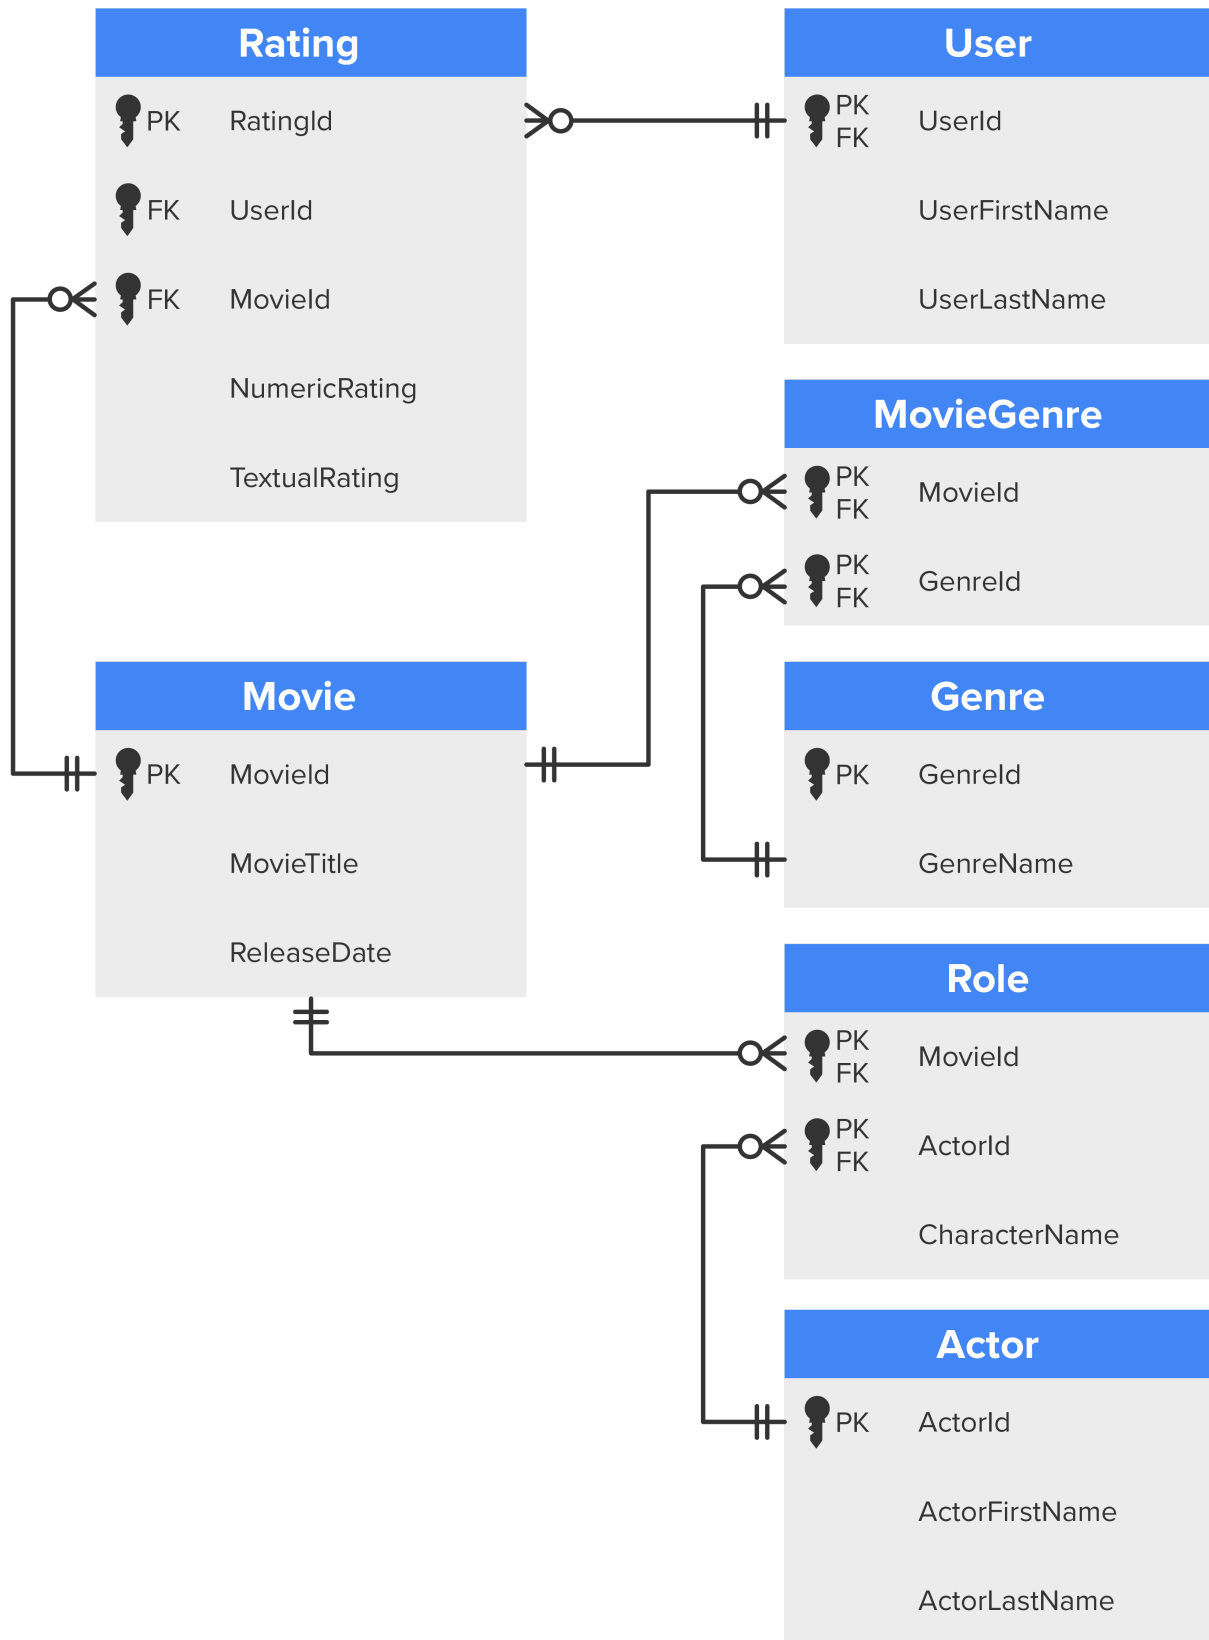 Rating
PK RatingId
FK UserId
FK MovieId
NumericRating
TextualRating
User
PK
FK
UserId
UserFirstName
UserLastName
MovieGenre
PK
FK
MovieId
PK
FK
GenreId
Movie
PK MovieId
MovieTitle
ReleaseDate
Genre
PK GenreId
GenreName
Role
PK
FK
MovieId
PK
FK
ActorId
CharacterName
Actor
PK ActorId
ActorFirstName
ActorLastName